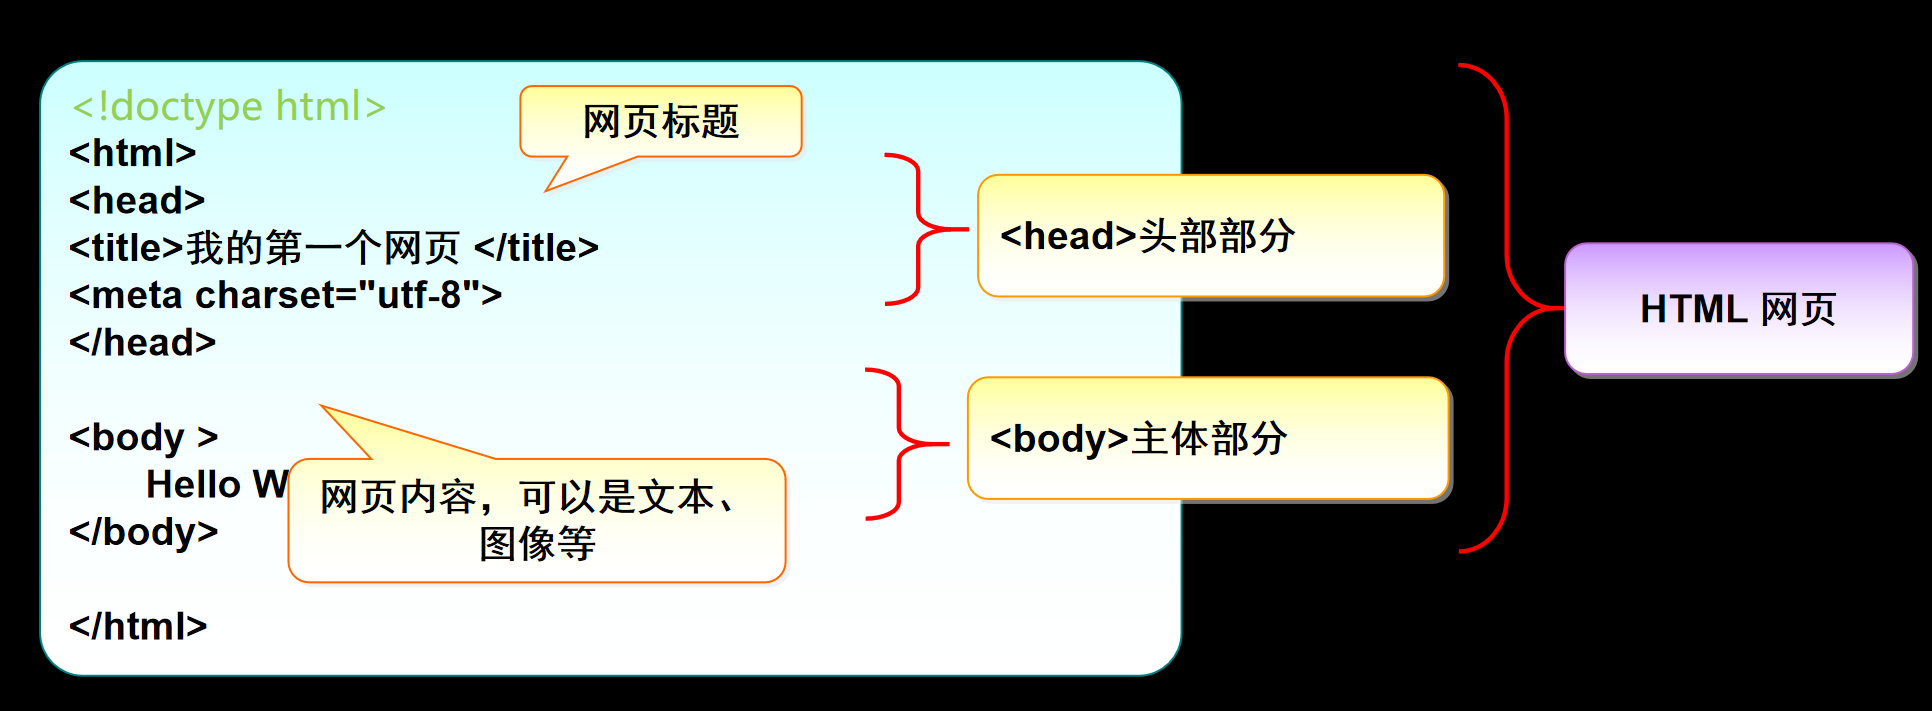 <!doctype html>
<html>
<head>
<title>我的第一个网页 </title>
<meta charset="utf-8">
</head>
<body >
Hello W
</body>
</html>
网页标题
网页内容，可以是文本、
图像等
<head>头部部分
<body>主体部分
HTML 网页